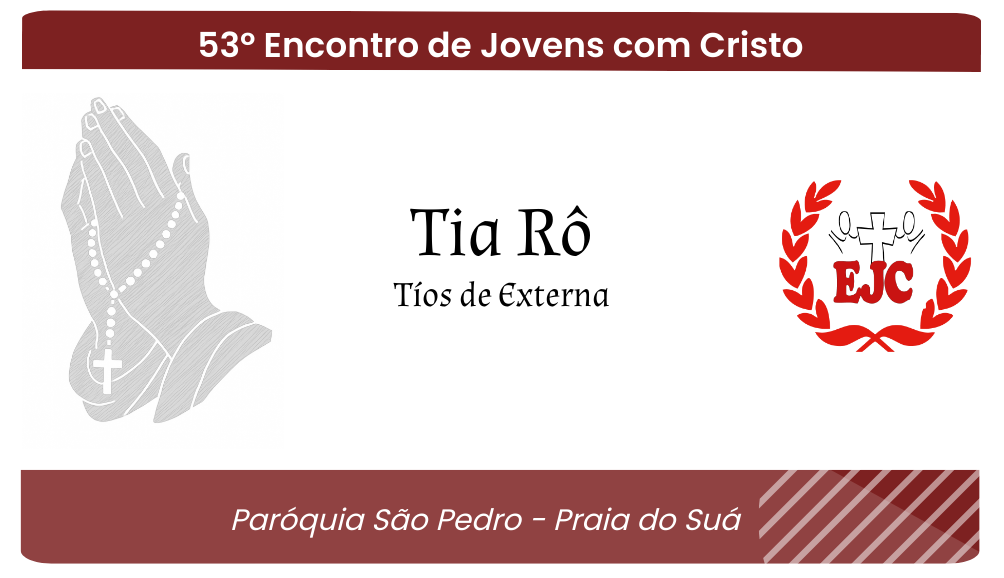 53º Encontro de Jovens com Cristo
Tia Rô
Tíos de Externa
EJC
Paróquia São Pedro - Praia do Suá